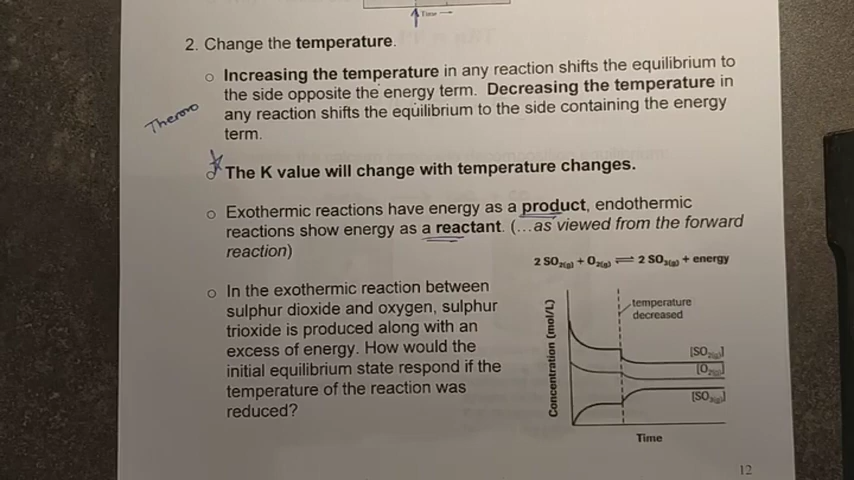 Time
2. Change the temperature.
o Increasing the temperature in any reaction shifts the equilibrium to
the side opposite the energy term. Decreasing the temperature in
any reaction shifts the equilibrium to the side containing the energy
term.
Thermo
The K value will change with temperature changes.
o Exothermic reactions have energy as a product, endothermic
reactions show energy as a reactant. (…as viewed from the forward
reaction)
2 SO₂(g) + O₂(g) ⇌ 2 SO₃(g) + energy
o In the exothermic reaction between
sulphur dioxide and oxygen, sulphur
trioxide is produced along with an
excess of energy. How would the
initial equilibrium state respond if the
temperature of the reaction was
reduced?
Concentration (mol/L)
temperature
decreased
[SO₂(g)]
[O₂(g)]
[SO₃(g)]
Time
12